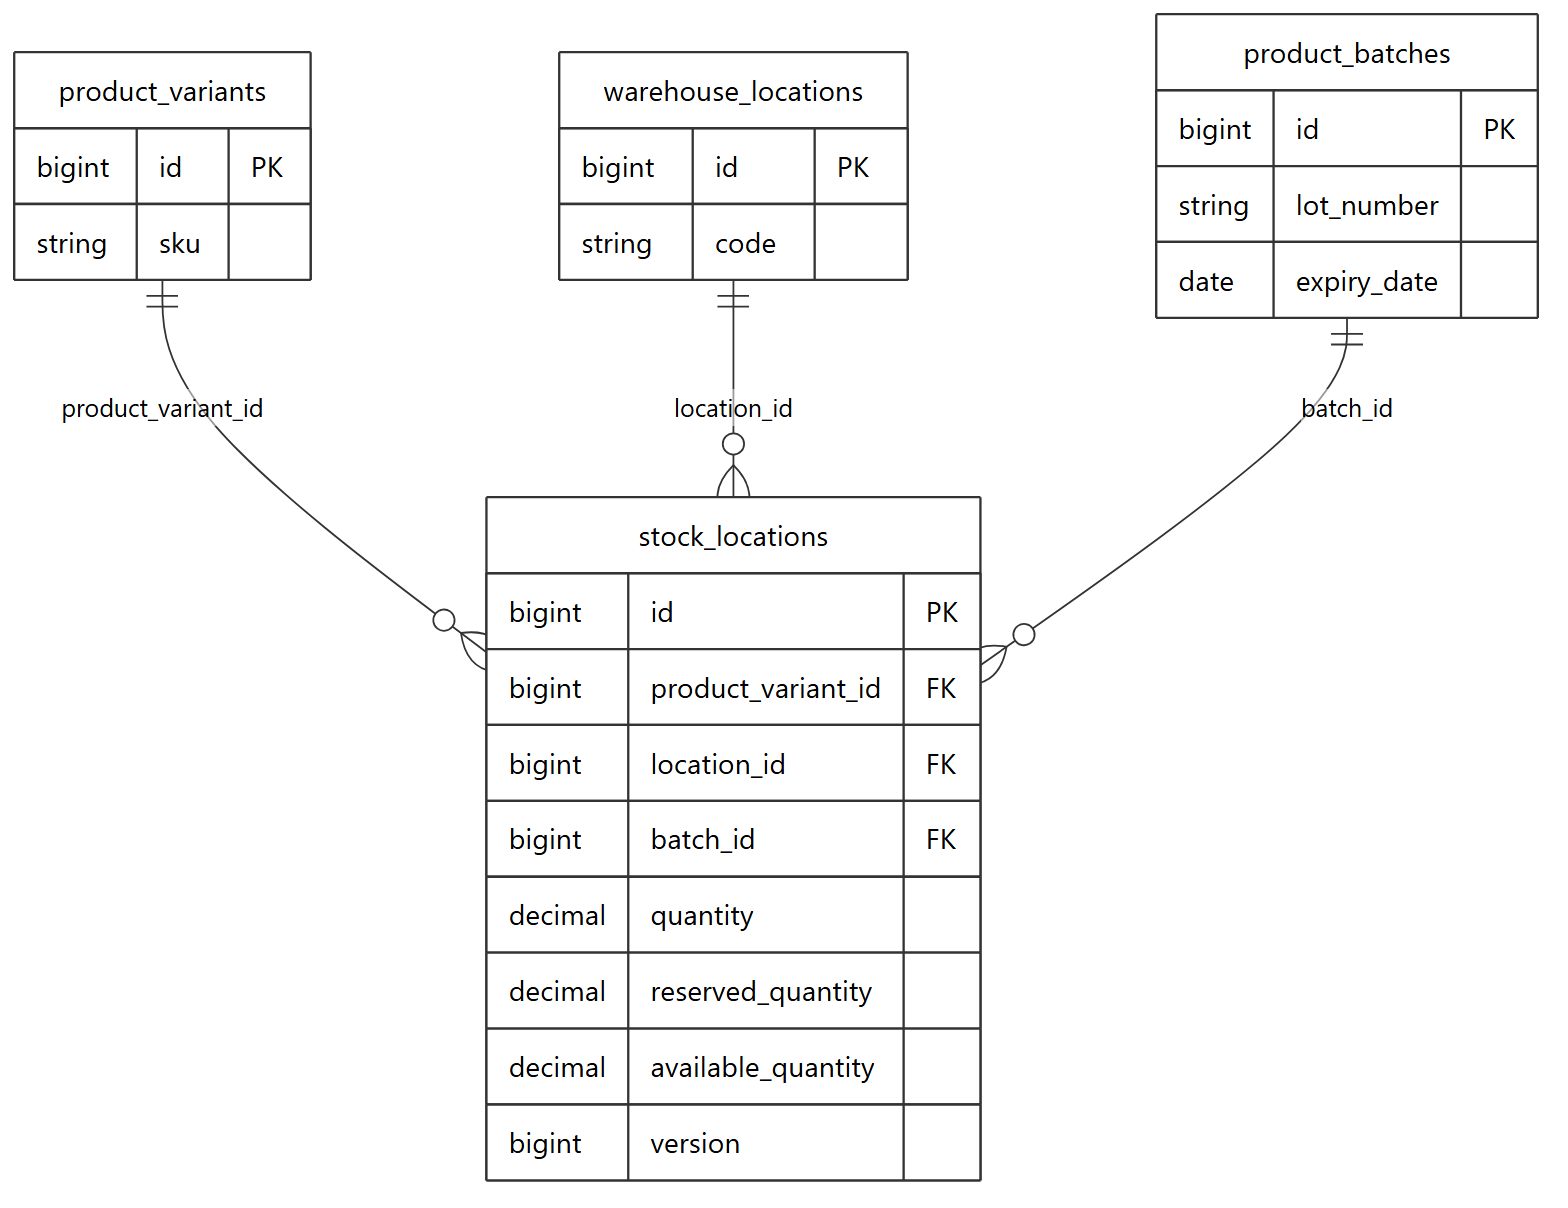 product_variants
bigint id PK
string sku
warehouse_locations
bigint id PK
string code
product_batches
bigint id PK
string lot_number
date expiry_date
product_variant_id
location_id
batch_id
stock_locations
bigint id PK
bigint product_variant_id FK
bigint location_id FK
bigint batch_id FK
decimal quantity
decimal reserved_quantity
decimal available_quantity
bigint version